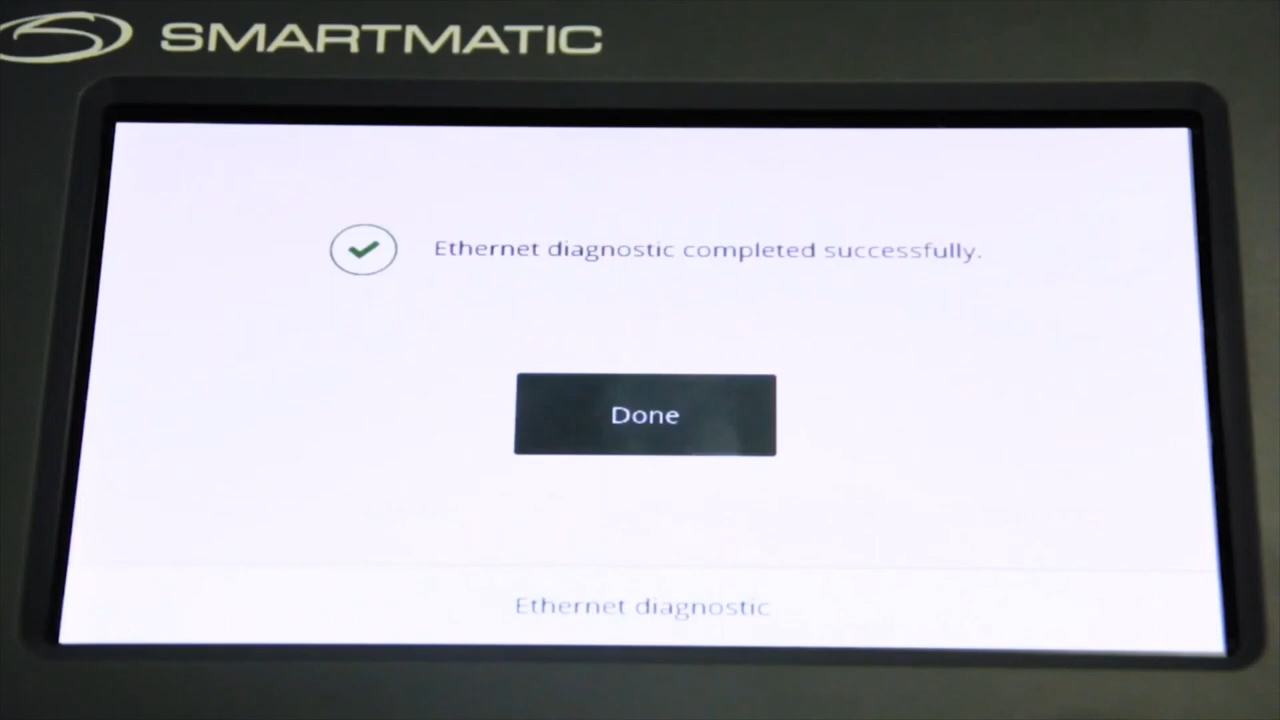 SMARTMATIC
Ethernet diagnostic completed successfully.
Done
Ethernet diagnostic